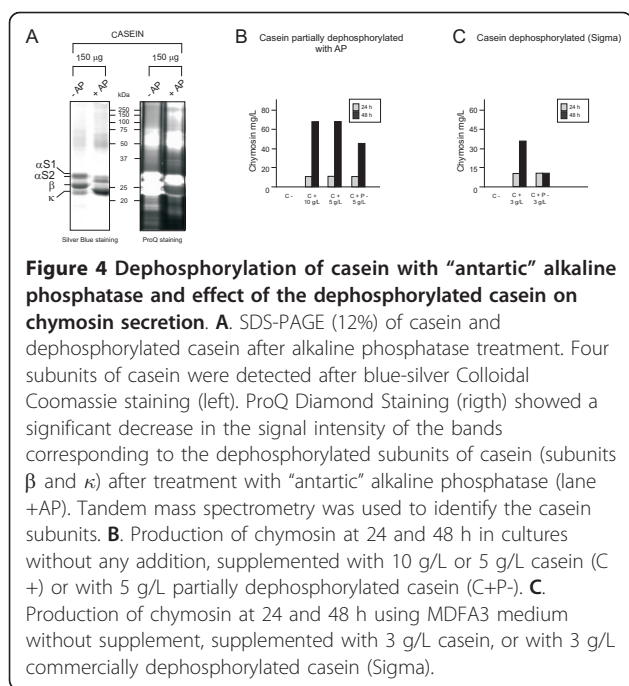 A
CASEIN
150 µg
150 µg
- AP
+ AP
kDa
- AP
+ AP
250
150
100
75
50
37
25
20
αS1
αS2
β
κ
Silver Blue staining
ProQ staining
B
Casein partially dephosphorylated
with AP
Chymosin mg/L
80
60
40
20
0
24 h
48 h
C -
C +
10 g/L
C +
5 g/L
C + P -
5 g/L
C
Casein dephosphorylated (Sigma)
Chymosin mg/L
60
45
30
15
0
24 h
48 h
C -
C +
3 g/L
C + P -
3 g/L
Figure 4 Dephosphorylation of casein with “antartic” alkaline
phosphatase and effect of the dephosphorylated casein on
chymosin secretion. A. SDS-PAGE (12%) of casein and
dephosphorylated casein after alkaline phosphatase treatment. Four
subunits of casein were detected after blue-silver Colloidal
Coomassie staining (left). ProQ Diamond Staining (rigth) showed a
significant decrease in the signal intensity of the bands
corresponding to the dephosphorylated subunits of casein (subunits
β and κ) after treatment with “antartic” alkaline phosphatase (lane
+AP). Tandem mass spectrometry was used to identify the casein
subunits. B. Production of chymosin at 24 and 48 h in cultures
without any addition, supplemented with 10 g/L or 5 g/L casein (C
+) or with 5 g/L partially dephosphorylated casein (C+P-). C.
Production of chymosin at 24 and 48 h using MDFA3 medium
without supplement, supplemented with 3 g/L casein, or with 3 g/L
commercially dephosphorylated casein (Sigma).